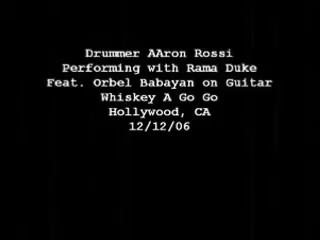 Drummer AAron Rossi
Performing with Rama Duke
Feat. Orbel Babayan on Guitar
Whiskey A Go Go
Hollywood, CA
12/12/06